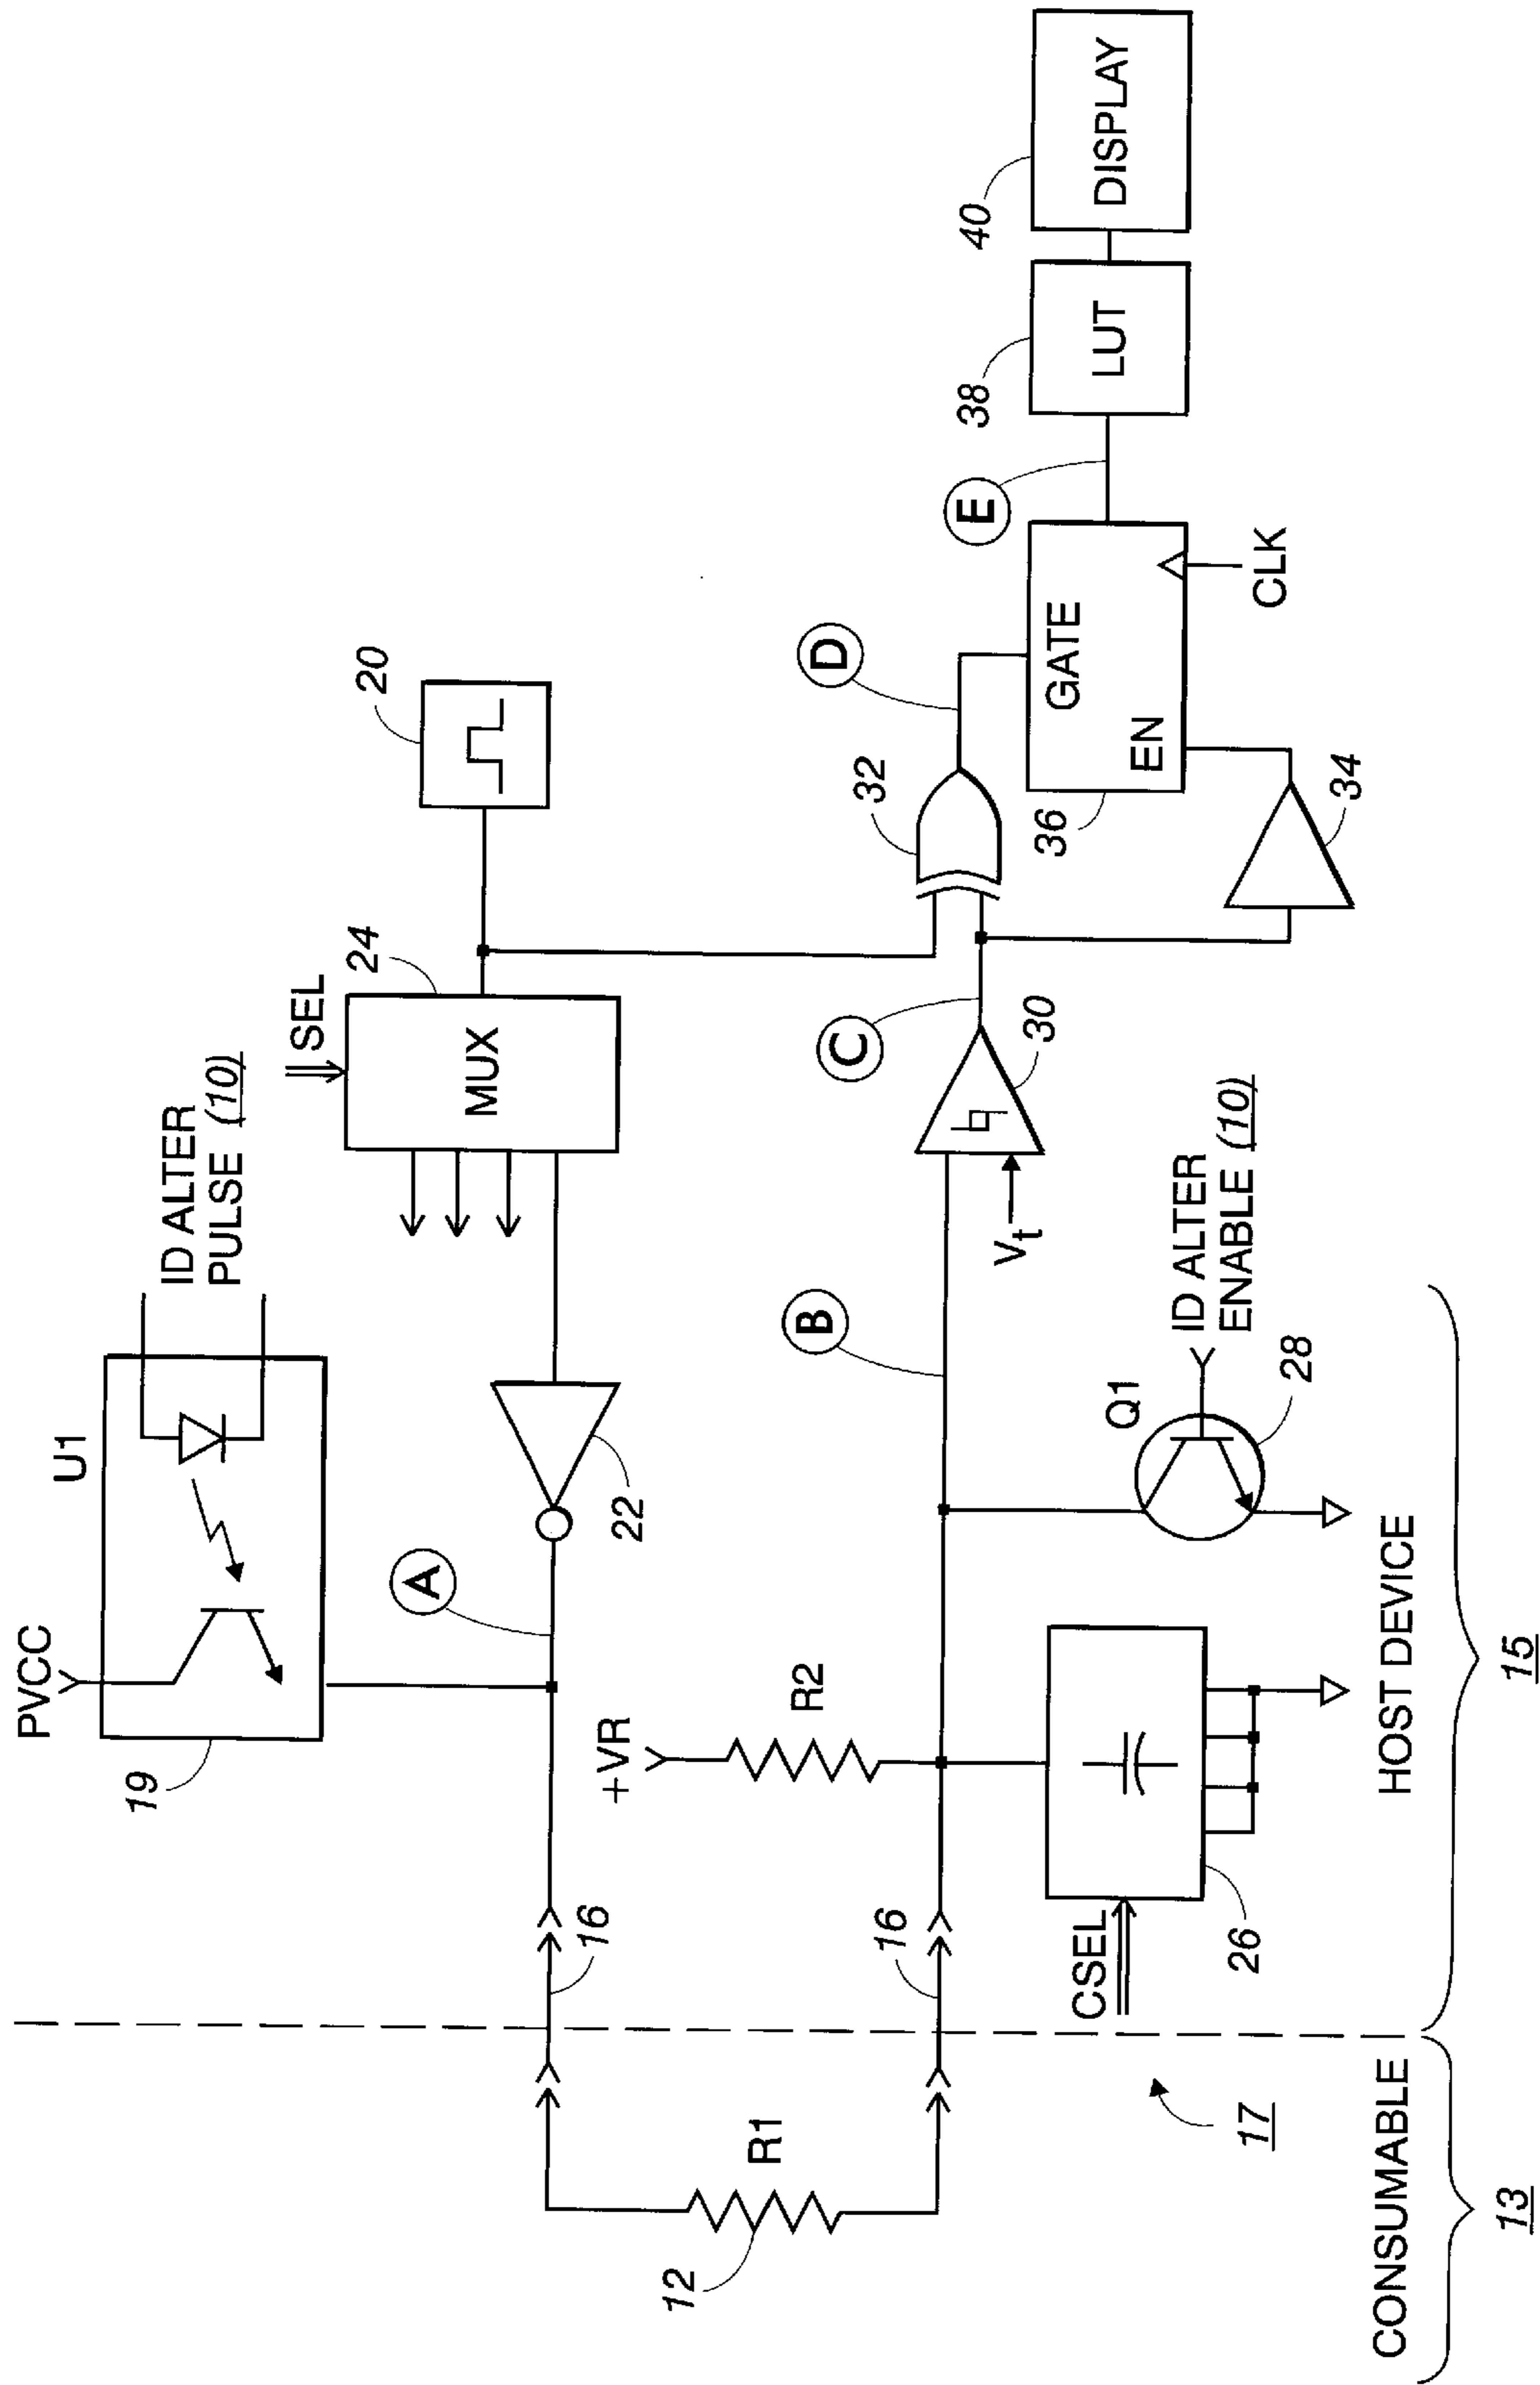 PVCC
U1
ID ALTER
PULSE (10)
19
SEL
24
MUX
20
A
22
+VR
R2
16
16
R1
12
B
Vt
C
30
32
D
GATE
EN
36
34
CLK
E
38
LUT
40
DISPLAY
CSEL
26
Q1
28
ID ALTER
ENABLE (10)
17
CONSUMABLE
13
HOST DEVICE
15